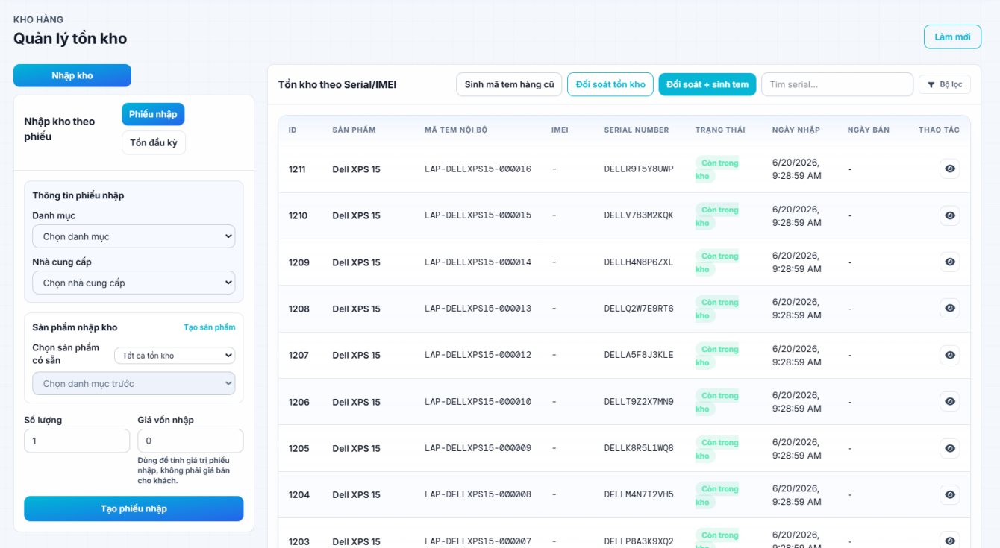 KHO HÀNG
Quản lý tồn kho
Làm mới
Nhập kho
Nhập kho theo
phiếu
Phiếu nhập
Tồn đầu kỳ
Thông tin phiếu nhập
Danh mục
Chọn danh mục
Nhà cung cấp
Chọn nhà cung cấp
Sản phẩm nhập kho
Tạo sản phẩm
Chọn sản phẩm
có sẵn
Tất cả tồn kho
Chọn danh mục trước
Số lượng
Giá vốn nhập
1
0
Dùng để tính giá trị phiếu
nhập, không phải giá bán
cho khách.
Tạo phiếu nhập
Tồn kho theo Serial/IMEI
Sinh mã tem hàng cũ
Đối soát tồn kho
Đối soát + sinh tem
Tìm serial...
Bộ lọc
ID SẢN PHẨM MÃ TEM NỘI BỘ IMEI SERIAL NUMBER TRẠNG THÁI NGÀY NHẬP NGÀY BÁN THAO TÁC
1211 Dell XPS 15 LAP-DELLXPS15-000016 - DELLR9T5Y8UWP Còn trong kho 6/20/2026, 9:28:59 AM -
1210 Dell XPS 15 LAP-DELLXPS15-000015 - DELLV7B3M2KQK Còn trong kho 6/20/2026, 9:28:59 AM -
1209 Dell XPS 15 LAP-DELLXPS15-000014 - DELLH4N8P6ZXL Còn trong kho 6/20/2026, 9:28:59 AM -
1208 Dell XPS 15 LAP-DELLXPS15-000013 - DELLQ2W7E9RT6 Còn trong kho 6/20/2026, 9:28:59 AM -
1207 Dell XPS 15 LAP-DELLXPS15-000012 - DELLA5F8J3KLE Còn trong kho 6/20/2026, 9:28:59 AM -
1206 Dell XPS 15 LAP-DELLXPS15-000010 - DELLT9Z2X7MN9 Còn trong kho 6/20/2026, 9:28:59 AM -
1205 Dell XPS 15 LAP-DELLXPS15-000009 - DELLK8R5L1WQ8 Còn trong kho 6/20/2026, 9:28:59 AM -
1204 Dell XPS 15 LAP-DELLXPS15-000008 - DELLM4N7T2VH5 Còn trong kho 6/20/2026, 9:28:59 AM -
1203 Dell XPS 15 LAP-DELLXPS15-000007 - DELLP8A3K9XQ2 Còn trong kho 6/20/2026, 9:28:59 AM -